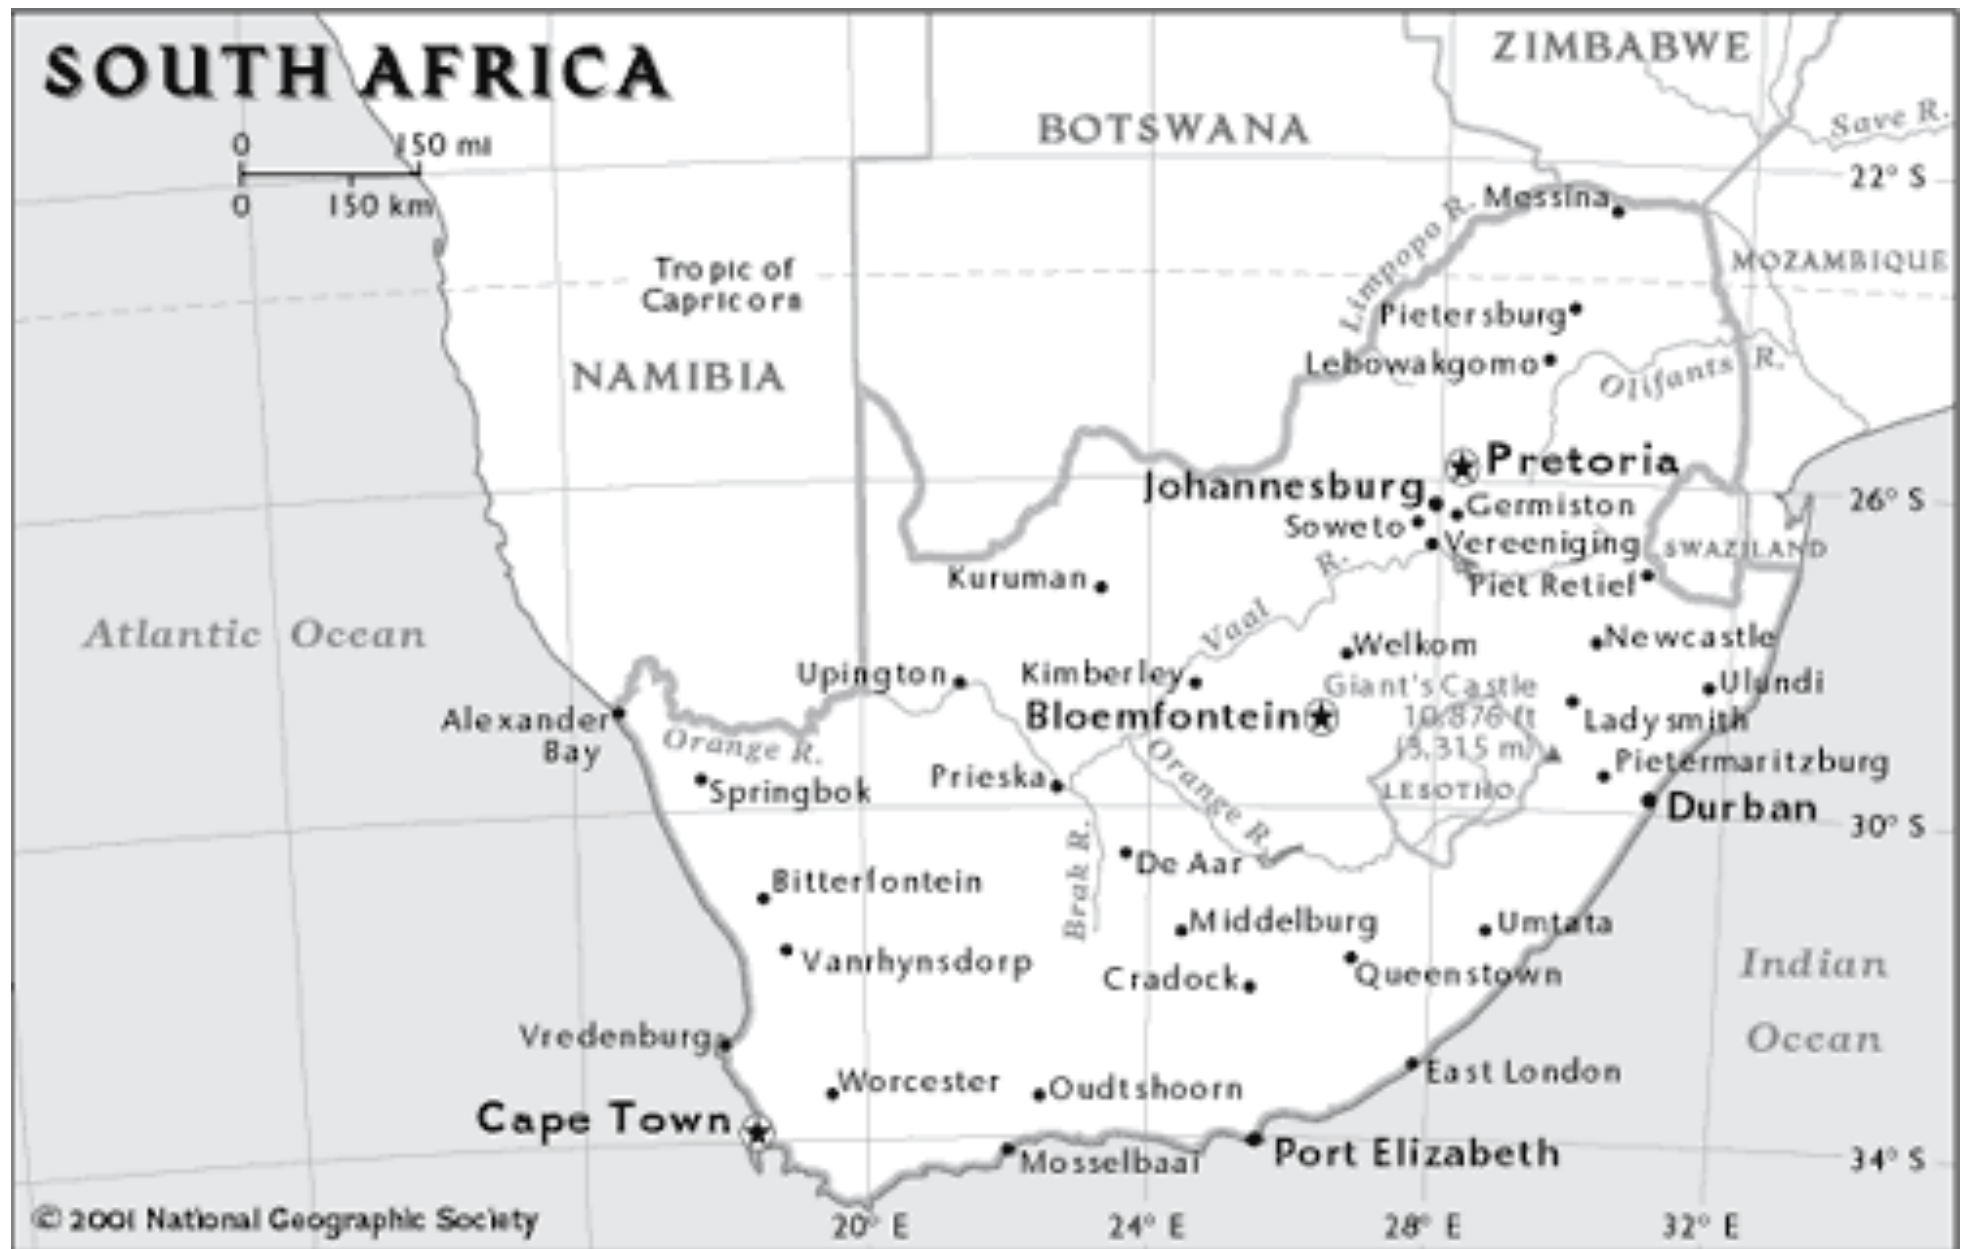 SOUTH AFRICA
ZIMBABWE
0 150 mi
0 150 km
BOTSWANA
Save R.
22° S
Messina
Limpopo R.
Tropic of
Capricorn
MOZAMBIQUE
Pietersburg
Lebowakgomo
Olifants R.
NAMIBIA
Pretoria
Johannesburg
Germiston
26° S
Soweto
Vereeniging
SWAZILAND
Kuruman
Piet Retief
Vaal R.
Atlantic Ocean
Welkom
Newcastle
Upington
Kimberley
Giant's Castle
10,876 ft
(3,315 m)
Ulundi
Bloemfontein
Ladysmith
Alexander
Bay
Orange R.
Orange R.
Pietermaritzburg
Springbok
Prieska
LESOTHO
Durban
30° S
Brak R.
De Aar
Bitterfontein
Middelburg
Umtata
Vanrhynsdorp
Cradock
Queenstown
Indian
Ocean
Vredenburg
Worcester
Oudtshoorn
East London
Cape Town
Mosselbaai
Port Elizabeth
34° S
© 2001 National Geographic Society
20° E
24° E
28° E
32° E